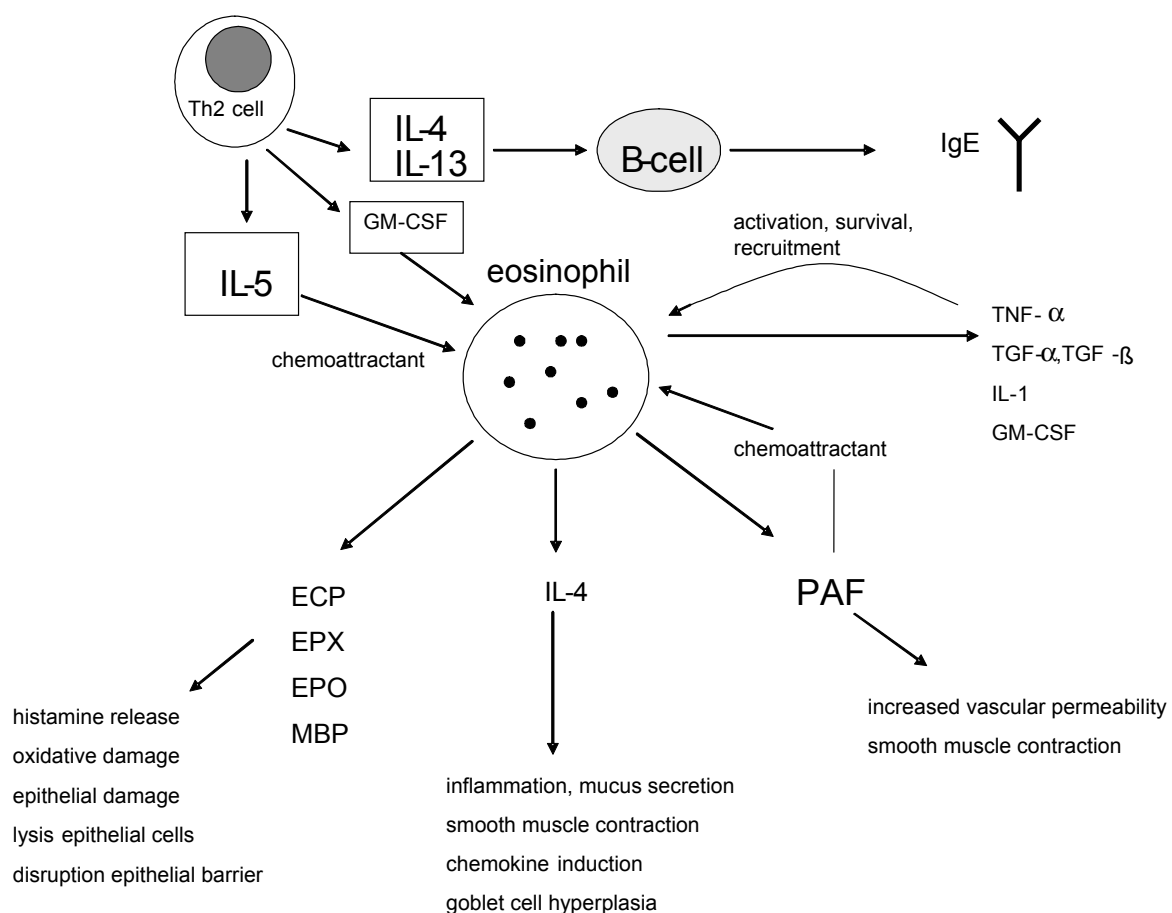 Th2 cell
IL-4
IL-13
B-cell
IgE
GM-CSF
IL-5
activation, survival,
recruitment
eosinophil
chemoattractant
TNF- α
TGF-α,TGF -ß
IL-1
GM-CSF
chemoattractant
ECP
EPX
EPO
MBP
IL-4
PAF
histamine release
oxidative damage
epithelial damage
lysis epithelial cells
disruption epithelial barrier
inflammation, mucus secretion
smooth muscle contraction
chemokine induction
goblet cell hyperplasia
increased vascular permeability
smooth muscle contraction